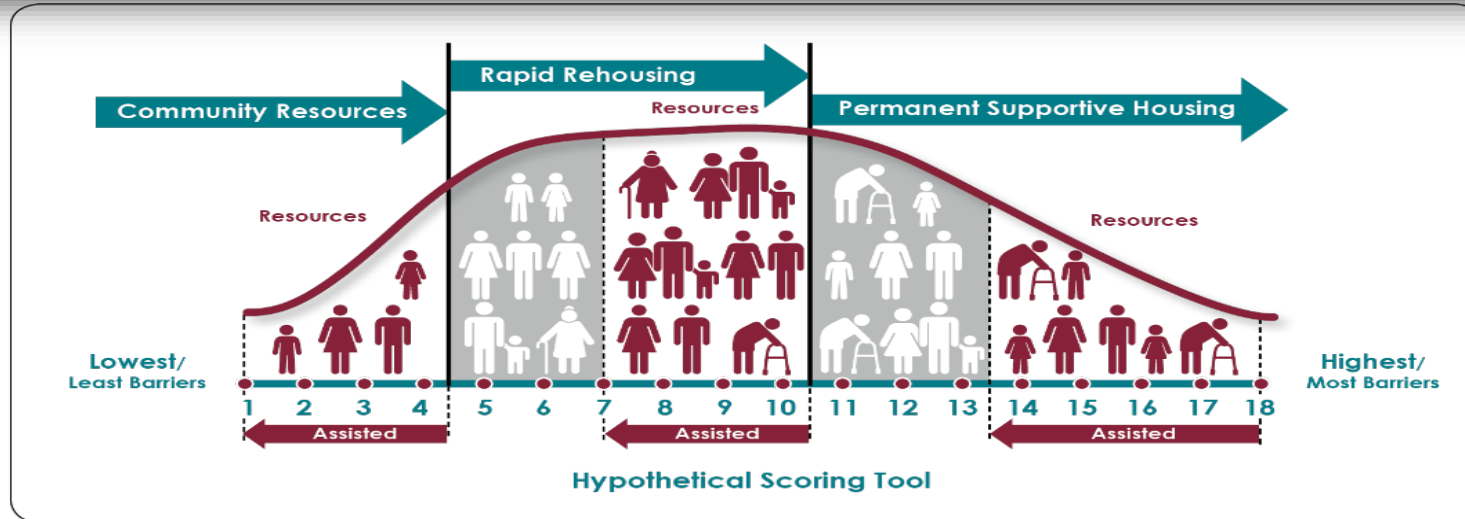 Rapid Rehousing
Community Resources
Permanent Supportive Housing
Resources
Resources
Resources
Lowest/
Least Barriers
Highest/
Most Barriers
1 2 3 4 5 6 7 8 9 10 11 12 13 14 15 16 17 18
Assisted Assisted Assisted
Hypothetical Scoring Tool